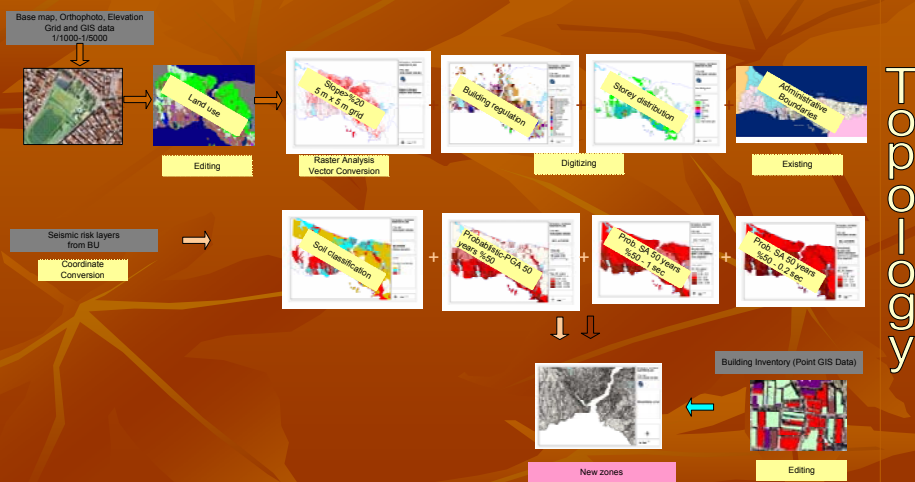 Base map, Orthophoto, Elevation
Grid and GIS data
1/1000-1/5000
Land use
Slope>%20
5 m x 5 m grid
Building regulation
Storey distribution
Administrative
Boundaries
Editing
Raster Analysis
Vector Conversion
Digitizing
Existing
Topology
Seismic risk layers
from BU
Coordinate
Conversion
Soil classification
+
Probabilistic-PGA 50
years %50
+
Prob. SA 50 years
%50 - 1 sec
+
Prob. SA 50 years
%50 - 0.2 sec
Building Inventory (Point GIS Data)
New zones
Editing